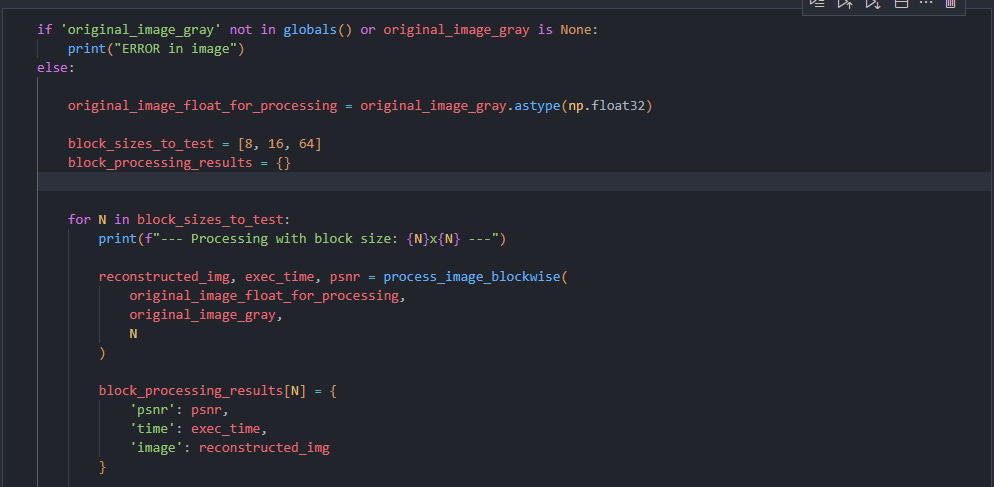 if 'original_image_gray' not in globals() or original_image_gray is None:
    print("ERROR in image")
else:

    original_image_float_for_processing = original_image_gray.astype(np.float32)

    block_sizes_to_test = [8, 16, 64]
    block_processing_results = {}


    for N in block_sizes_to_test:
        print(f"--- Processing with block size: {N}x{N} ---")

        reconstructed_img, exec_time, psnr = process_image_blockwise(
            original_image_float_for_processing,
            original_image_gray,
            N
        )

        block_processing_results[N] = {
            'psnr': psnr,
            'time': exec_time,
            'image': reconstructed_img
        }